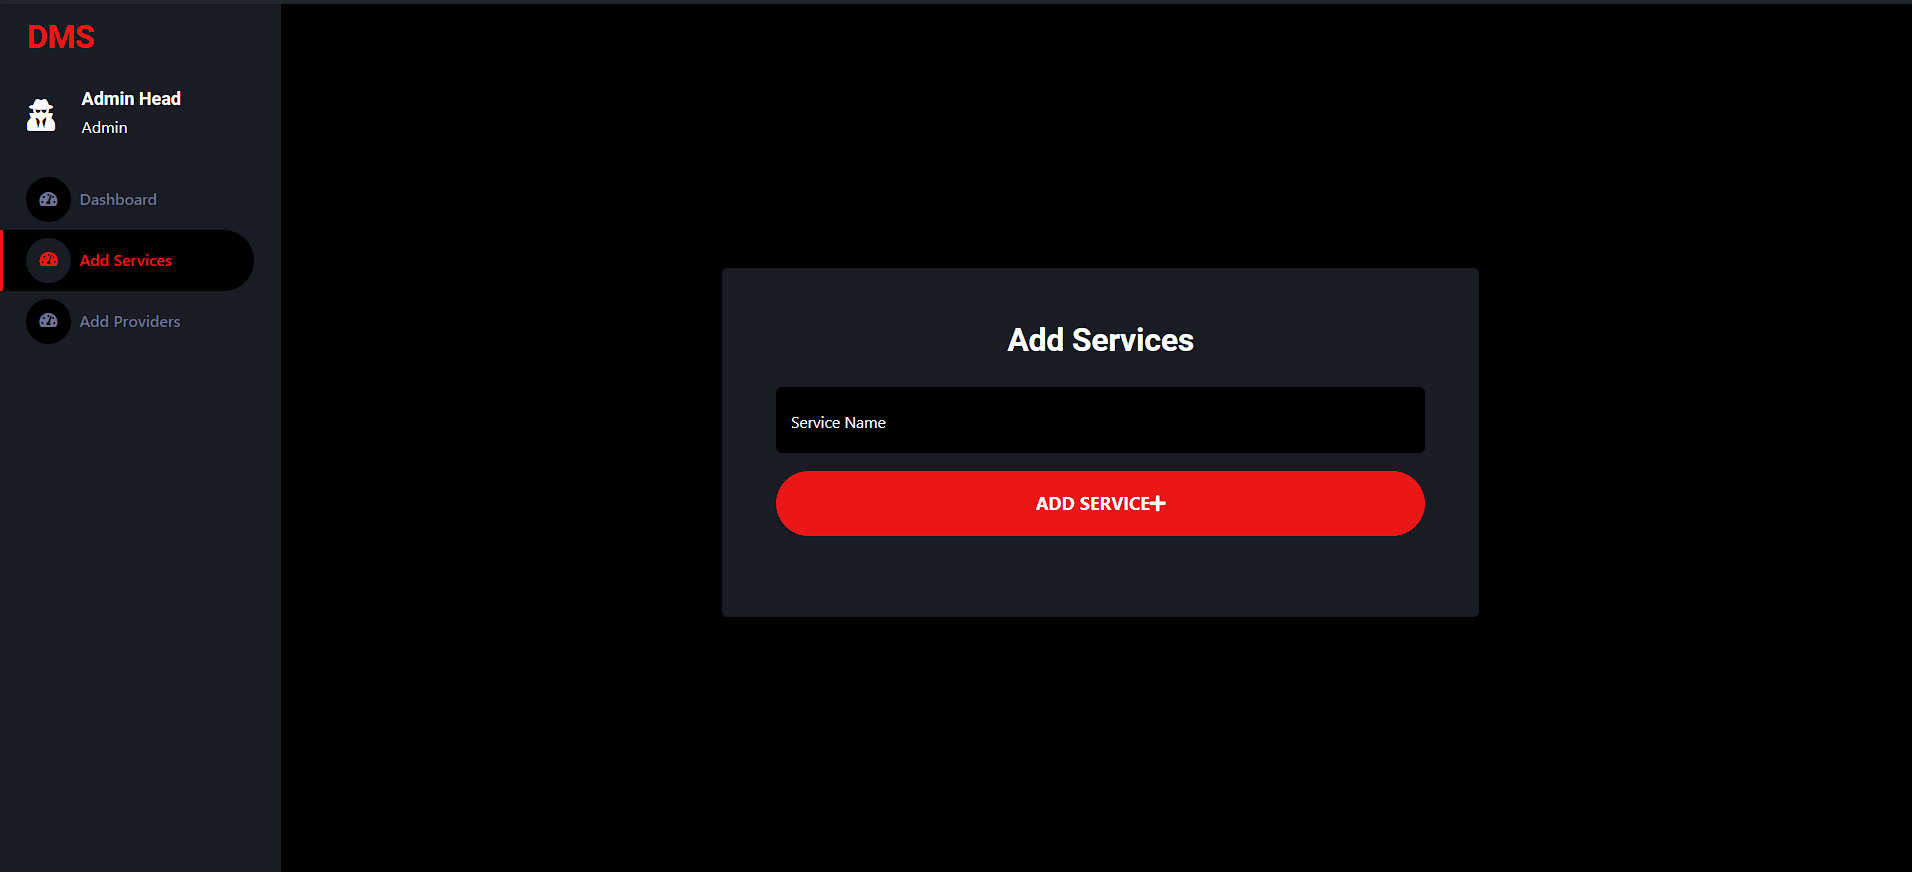 DMS
Admin Head
Admin
Dashboard
Add Services
Add Providers
Add Services
Service Name
ADD SERVICE+